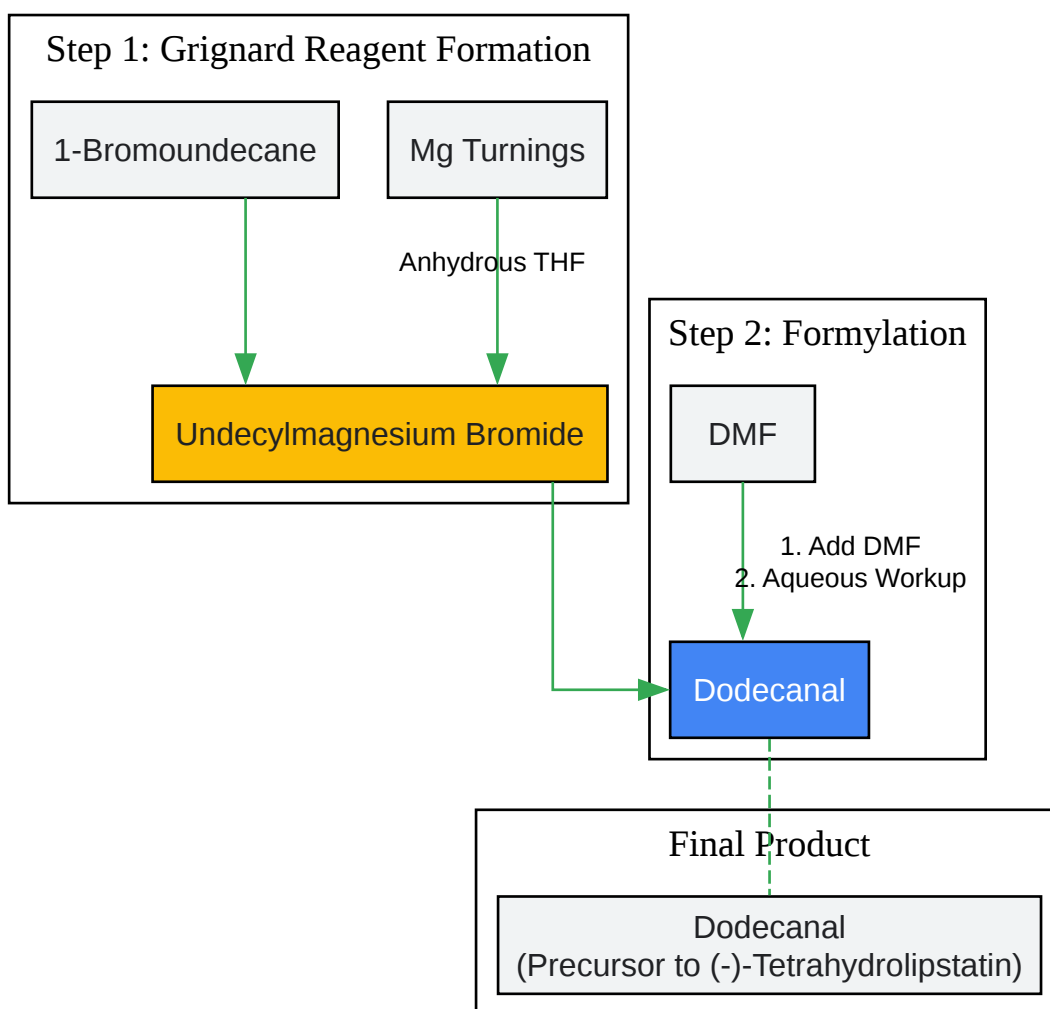 Step 1: Grignard Reagent Formation
1-Bromoundecane
Mg Turnings
Anhydrous THF
Undecylmagnesium Bromide
Step 2: Formylation
DMF
1. Add DMF
2. Aqueous Workup
Dodecanal
Final Product
Dodecanal
(Precursor to (-)-Tetrahydrolipstatin)